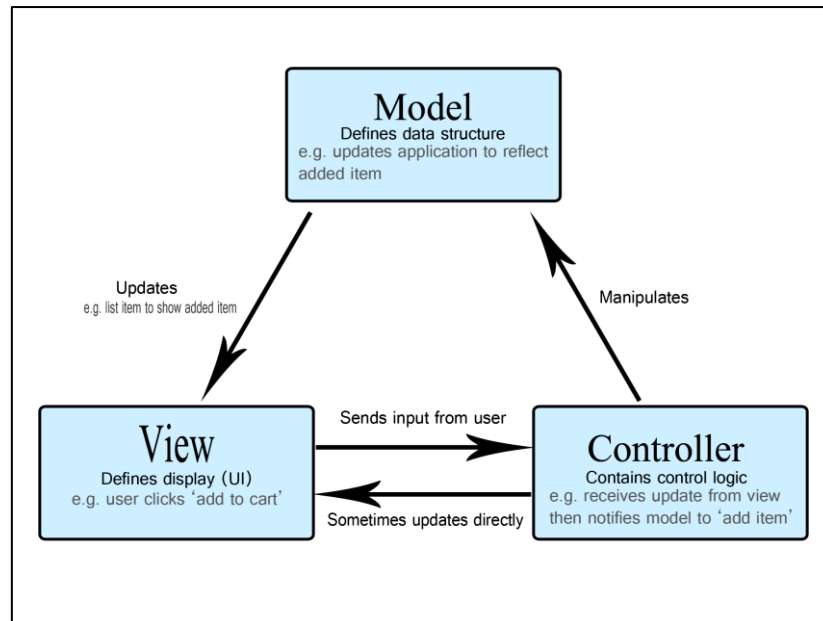 Model
Defines data structure
e.g. updates application to reflect
added item
Updates
e.g. list item to show added item
Manipulates
View
Defines display (UI)
e.g. user clicks ‘add to cart’
Sends input from user
Sometimes updates directly
Controller
Contains control logic
e.g. receives update from view
then notifies model to ‘add item’